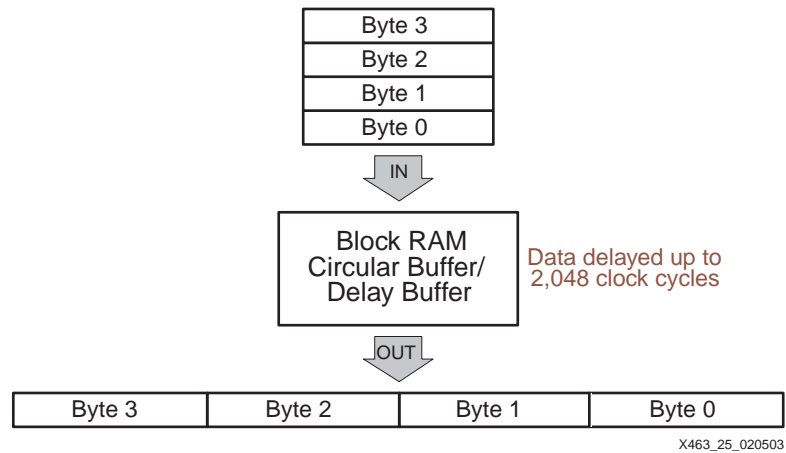 Byte 3
Byte 2
Byte 1
Byte 0
IN
Block RAM
Circular Buffer/
Delay Buffer
Data delayed up to
2,048 clock cycles
OUT
Byte 3 Byte 2 Byte 1 Byte 0
X463_25_020503